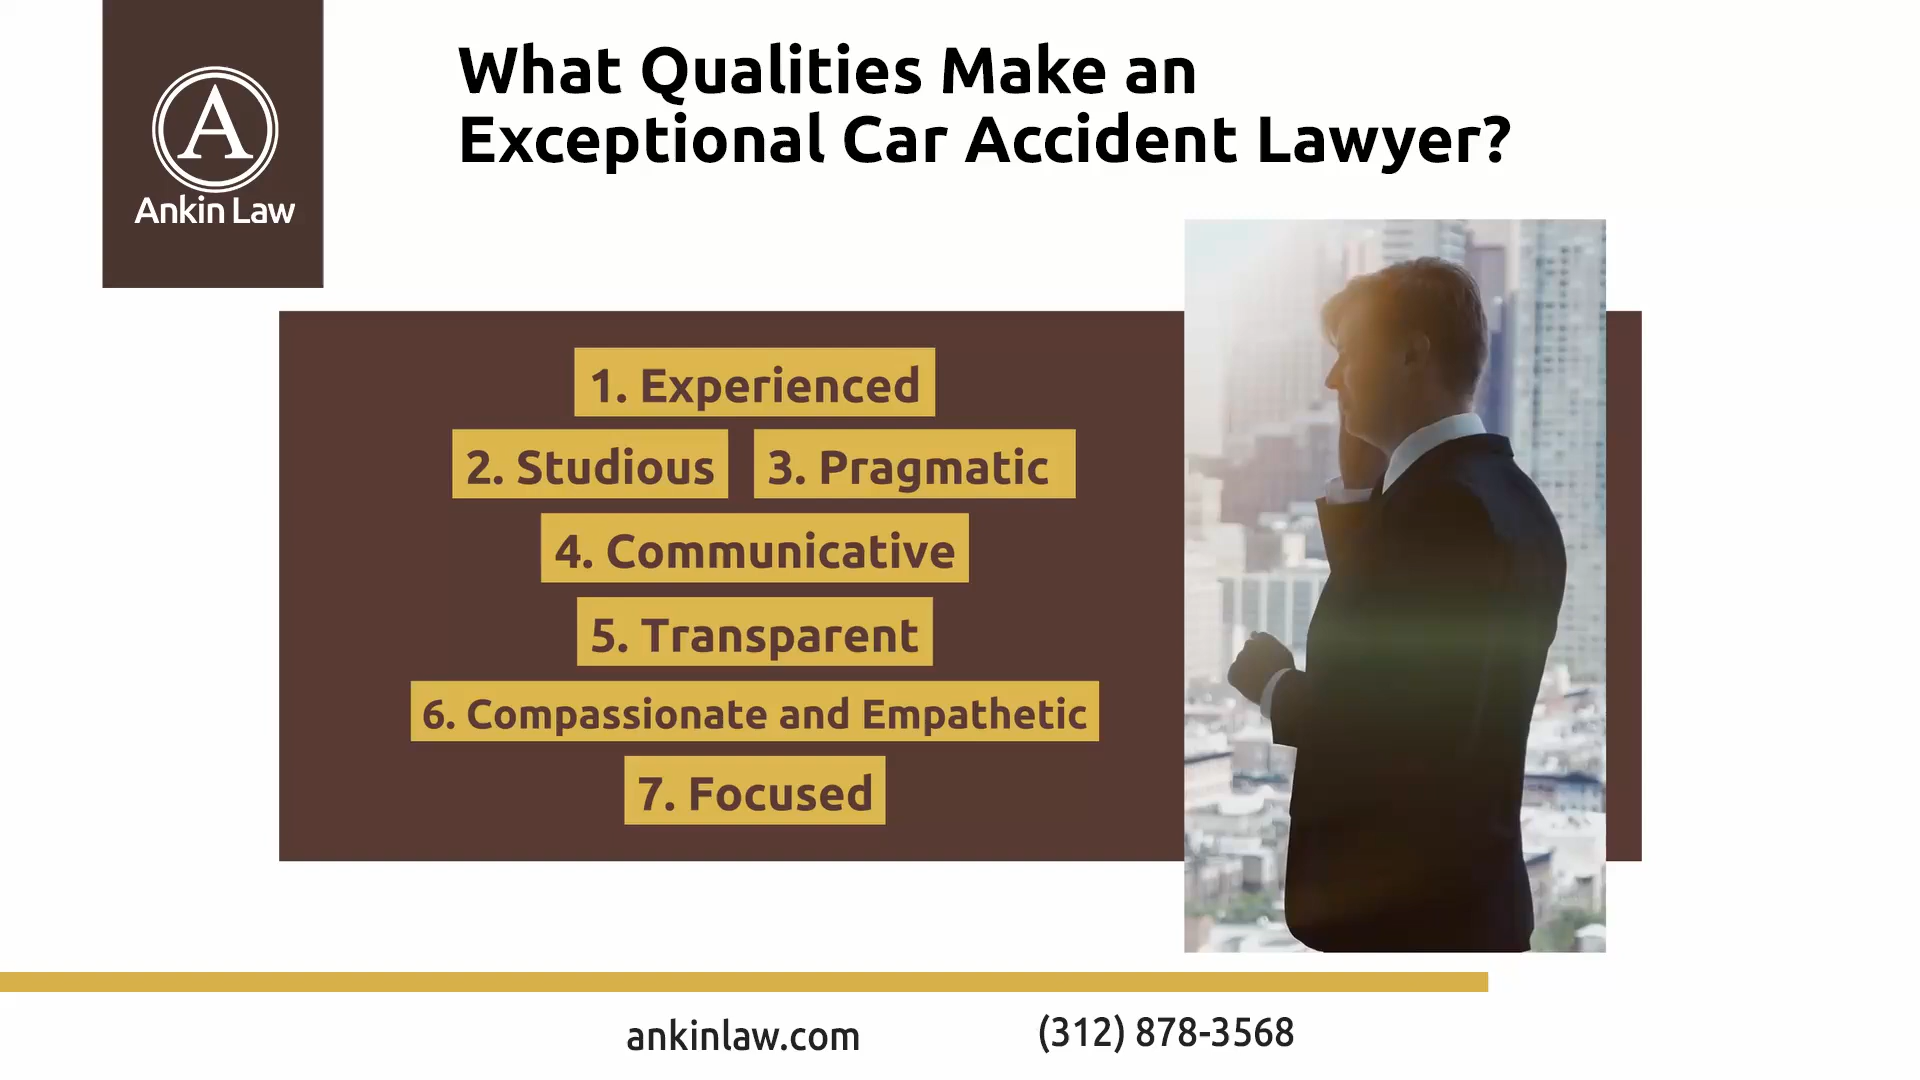 A
Ankin Law
What Qualities Make an
Exceptional Car Accident Lawyer?
1. Experienced
2. Studious
3. Pragmatic
4. Communicative
5. Transparent
6. Compassionate and Empathetic
7. Focused
ankinlaw.com
(312) 878-3568